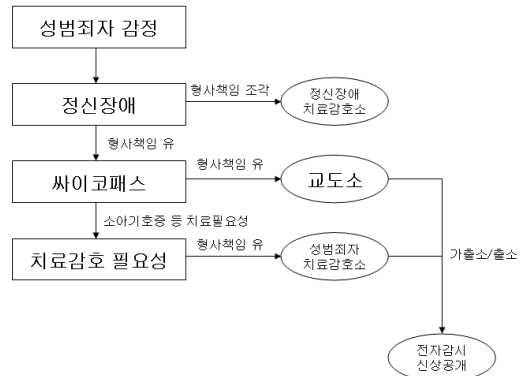 성범죄자 감정
정신장애
형사책임 조각
정신장애
치료감호소
형사책임 유
싸이코패스
형사책임 유
교도소
소아기호증 등 치료필요성
치료감호 필요성
형사책임 유
성범죄자
치료감호소
가출소/출소
전자감시
신상공개